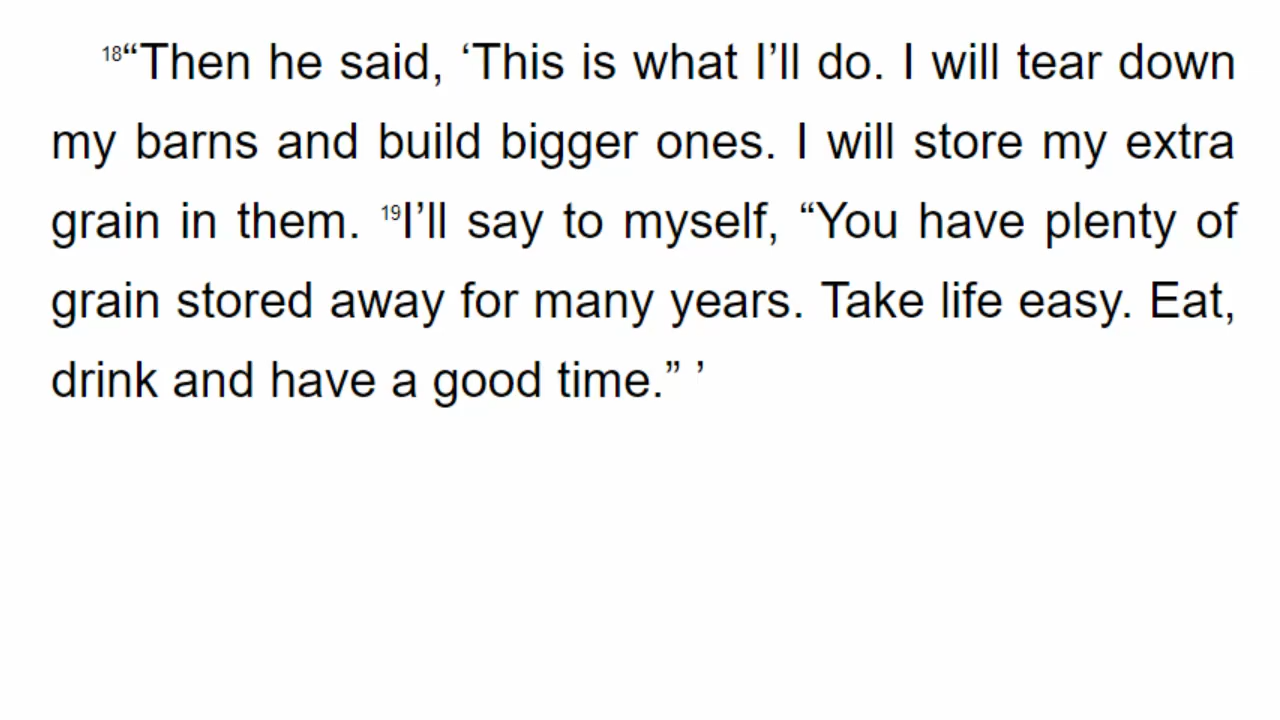 18“Then he said, ‘This is what I’ll do. I will tear down
my barns and build bigger ones. I will store my extra
grain in them. 19I’ll say to myself, “You have plenty of
grain stored away for many years. Take life easy. Eat,
drink and have a good time.” ’